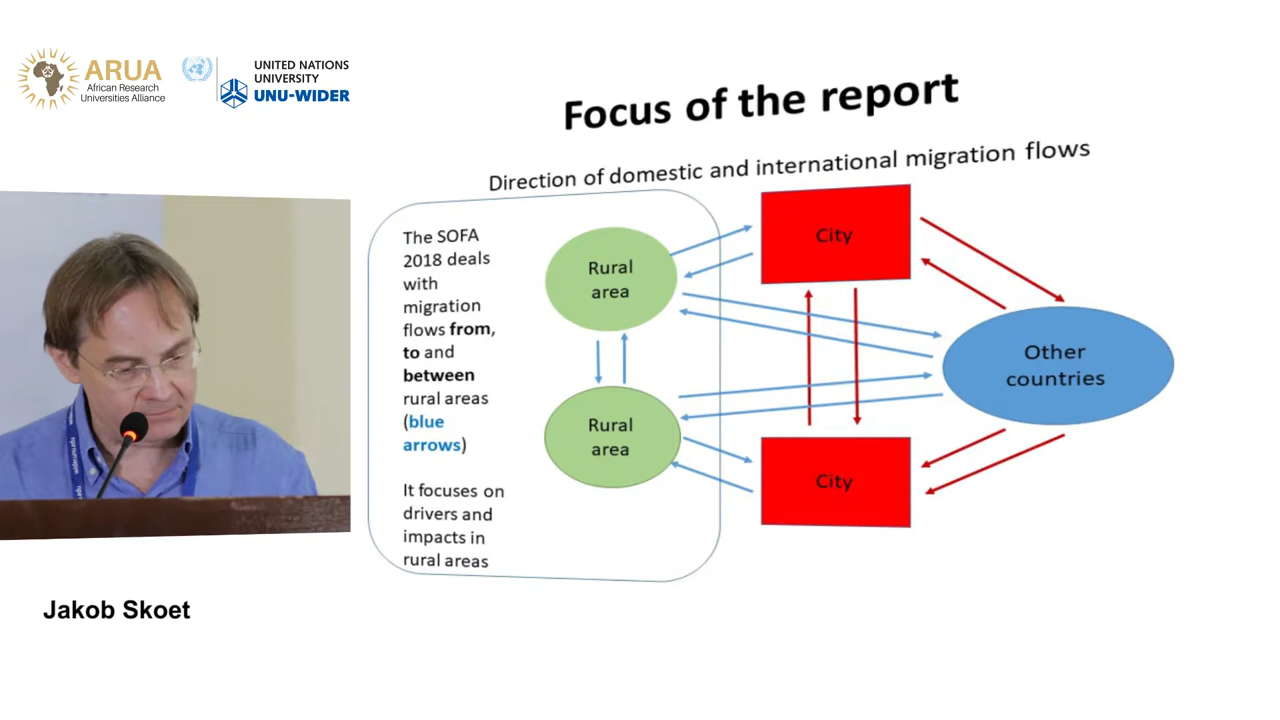 ARUA
African Research
Universities Alliance
UNITED NATIONS
UNIVERSITY
UNU-WIDER
Focus of the report
Direction of domestic and international migration flows
The SOFA
2018 deals
with
migration
flows from,
to and
between
rural areas
(blue
arrows)
It focuses on
drivers and
impacts in
rural areas
Rural
area
Rural
area
City
City
Other
countries
Jakob Skoet